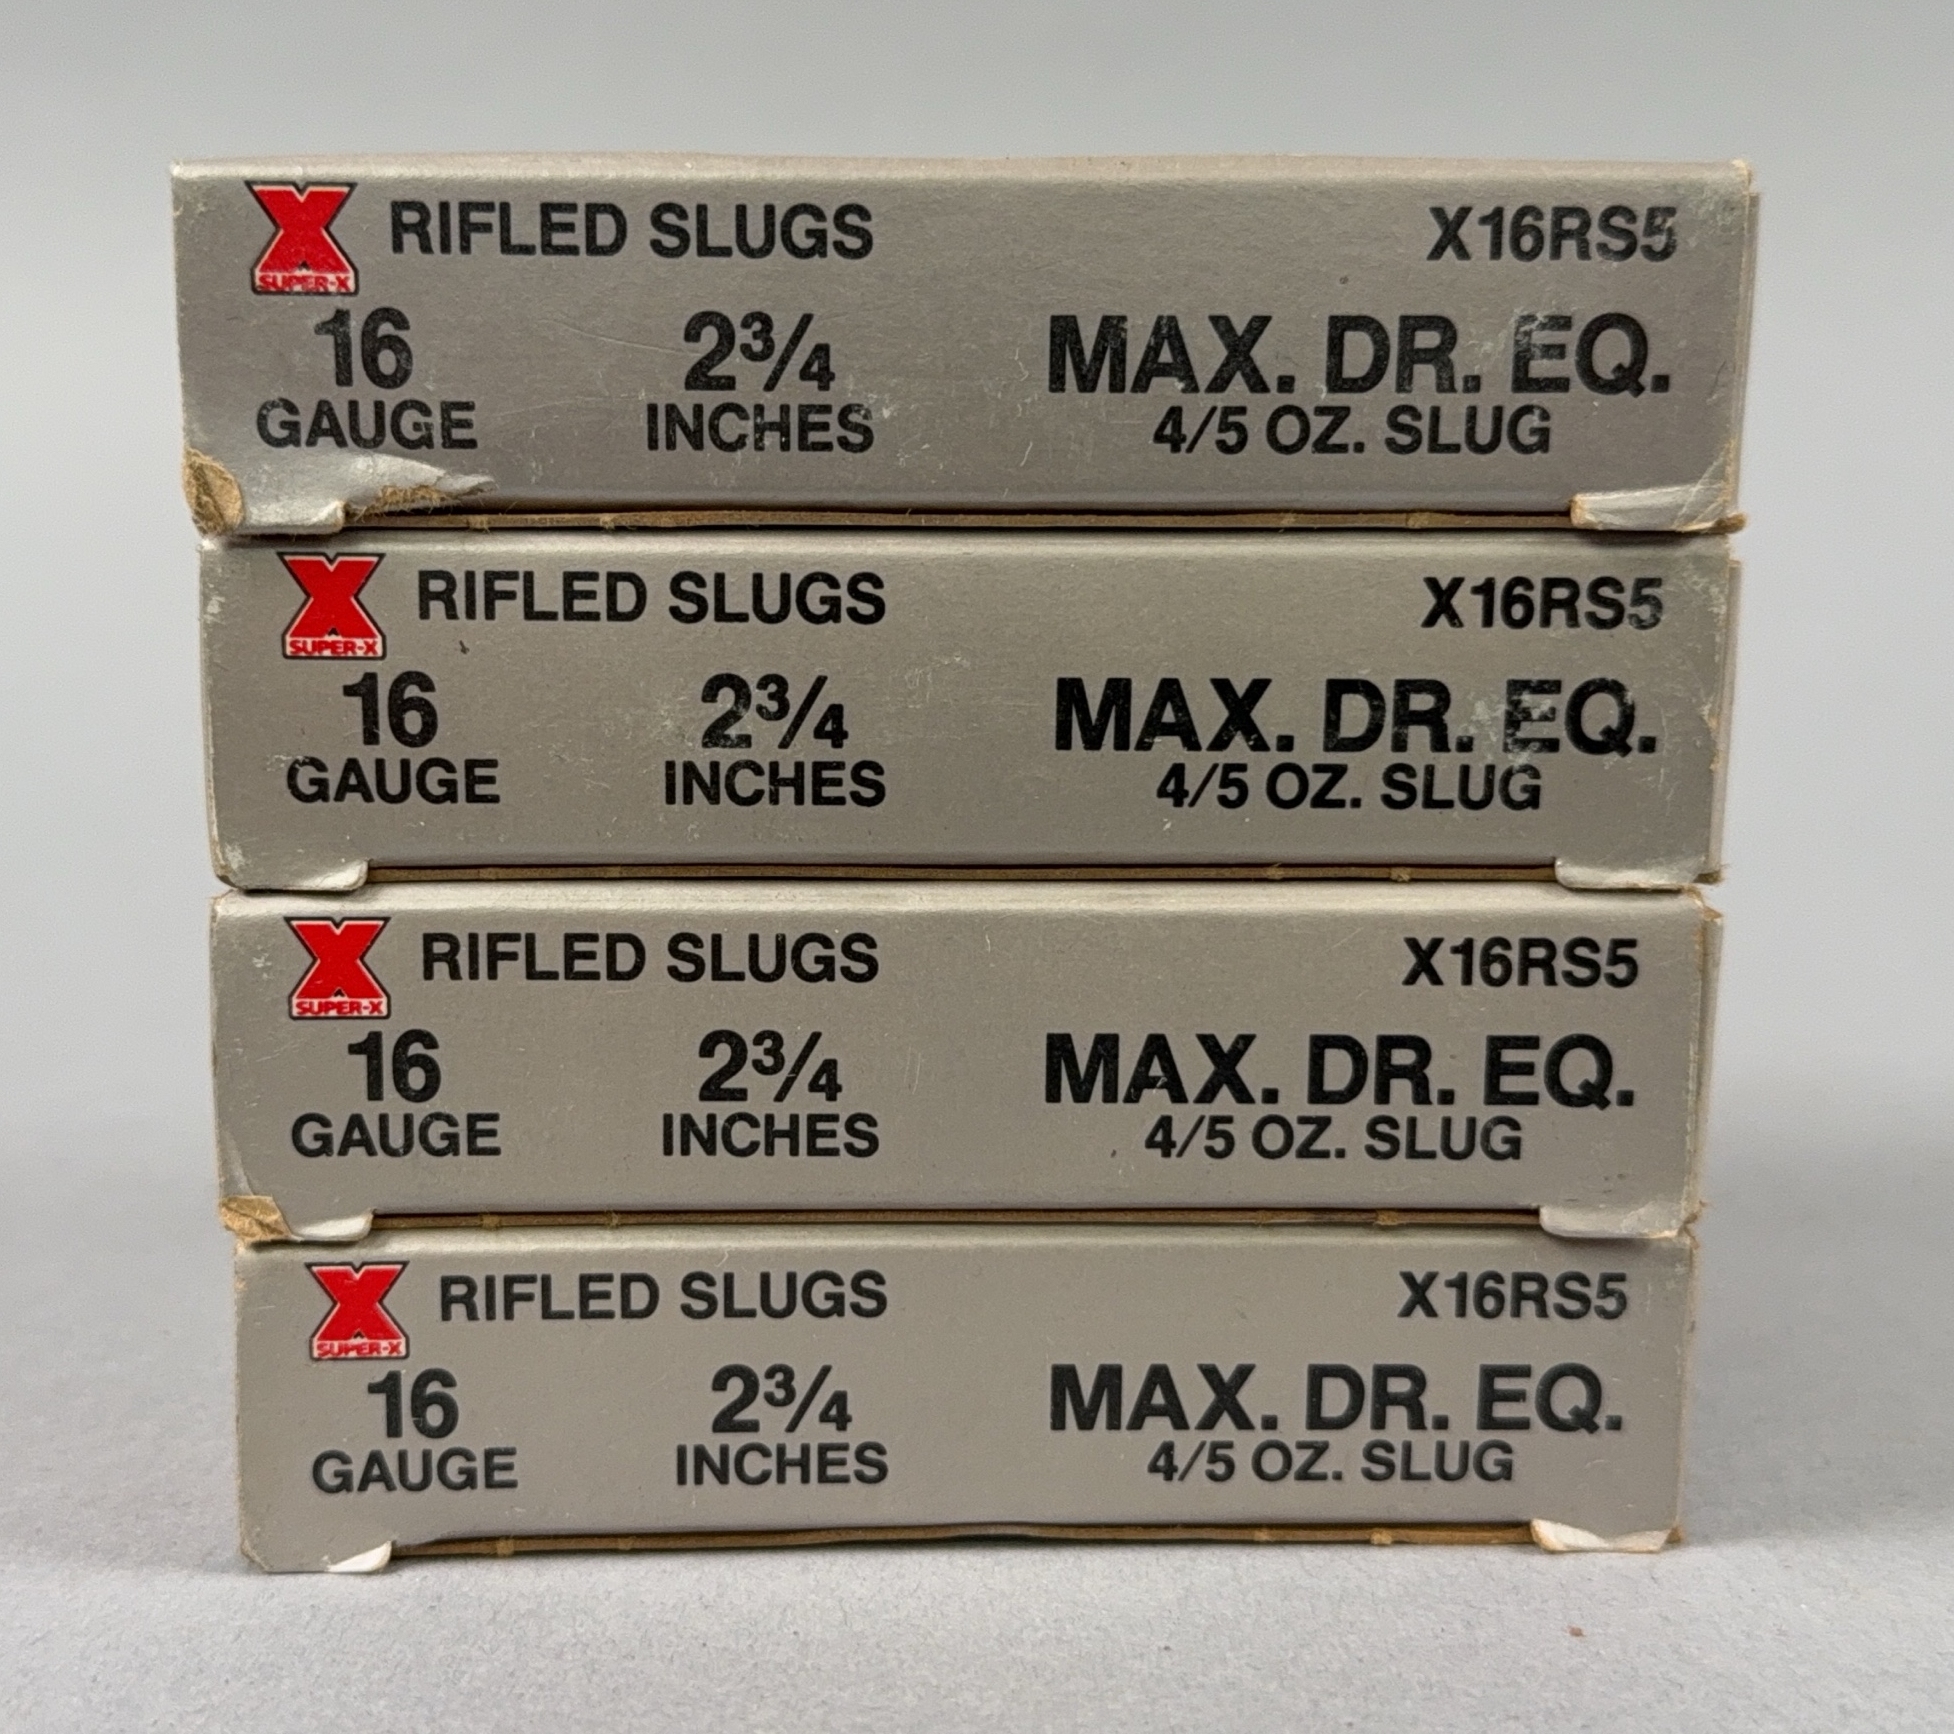 X RIFLED SLUGS X16RS5
SUPER-X
16 2¾ MAX. DR. EQ.
GAUGE INCHES 4/5 OZ. SLUG
X RIFLED SLUGS X16RS5
SUPER-X
16 2¾ MAX. DR. EQ.
GAUGE INCHES 4/5 OZ. SLUG
X RIFLED SLUGS X16RS5
SUPER-X
16 2¾ MAX. DR. EQ.
GAUGE INCHES 4/5 OZ. SLUG
X RIFLED SLUGS X16RS5
SUPER-X
16 2¾ MAX. DR. EQ.
GAUGE INCHES 4/5 OZ. SLUG